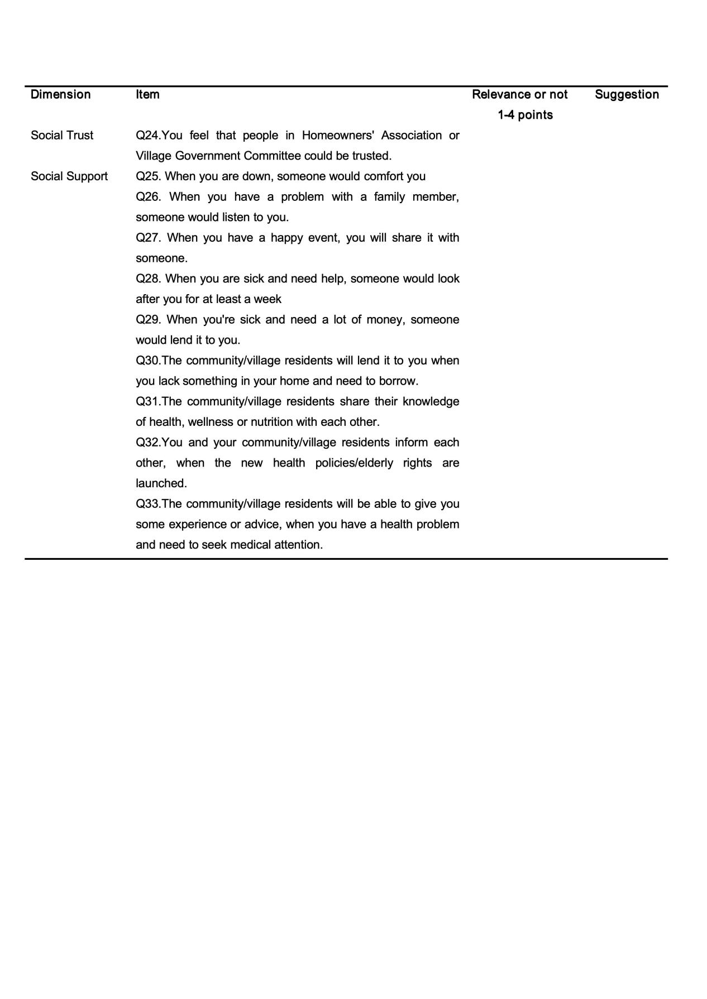 Dimension Item Relevance or not Suggestion
1-4 points
Social Trust Q24.You feel that people in Homeowners' Association or
Village Government Committee could be trusted.
Social Support Q25. When you are down, someone would comfort you
Q26. When you have a problem with a family member,
someone would listen to you.
Q27. When you have a happy event, you will share it with
someone.
Q28. When you are sick and need help, someone would look
after you for at least a week
Q29. When you're sick and need a lot of money, someone
would lend it to you.
Q30.The community/village residents will lend it to you when
you lack something in your home and need to borrow.
Q31.The community/village residents share their knowledge
of health, wellness or nutrition with each other.
Q32.You and your community/village residents inform each
other, when the new health policies/elderly rights are
launched.
Q33.The community/village residents will be able to give you
some experience or advice, when you have a health problem
and need to seek medical attention.